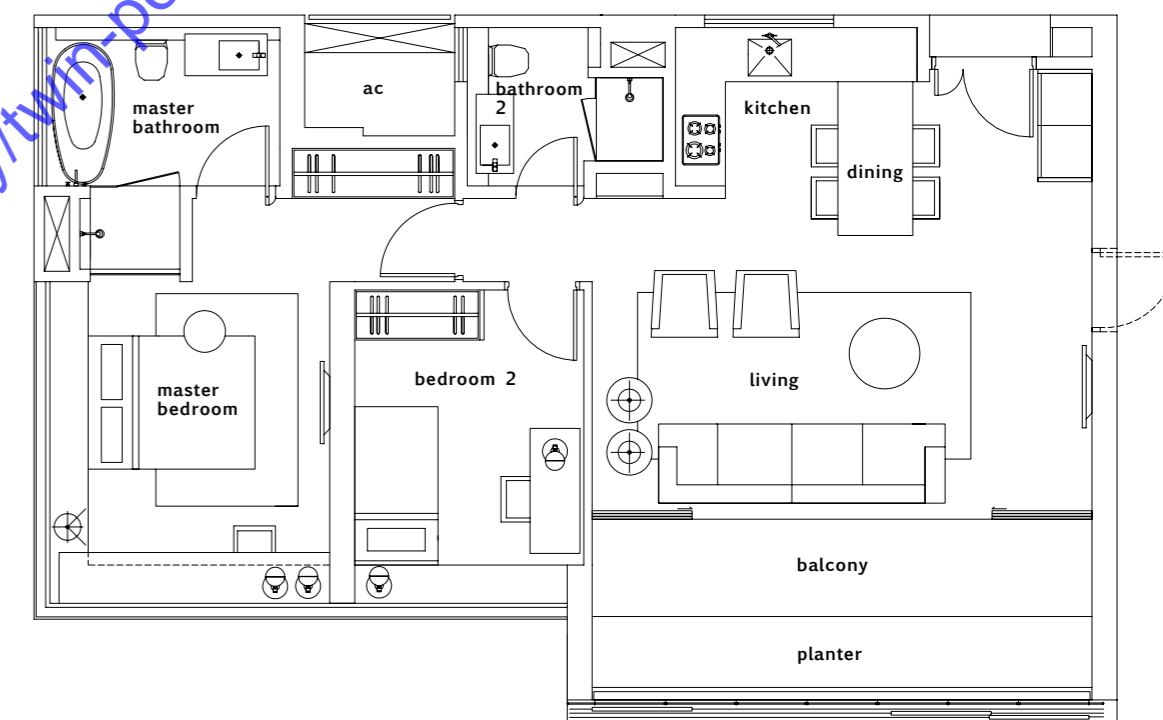 master
bathroom
ac
bathroom
2
kitchen
dining
master
bedroom
bedroom 2
living
balcony
planter